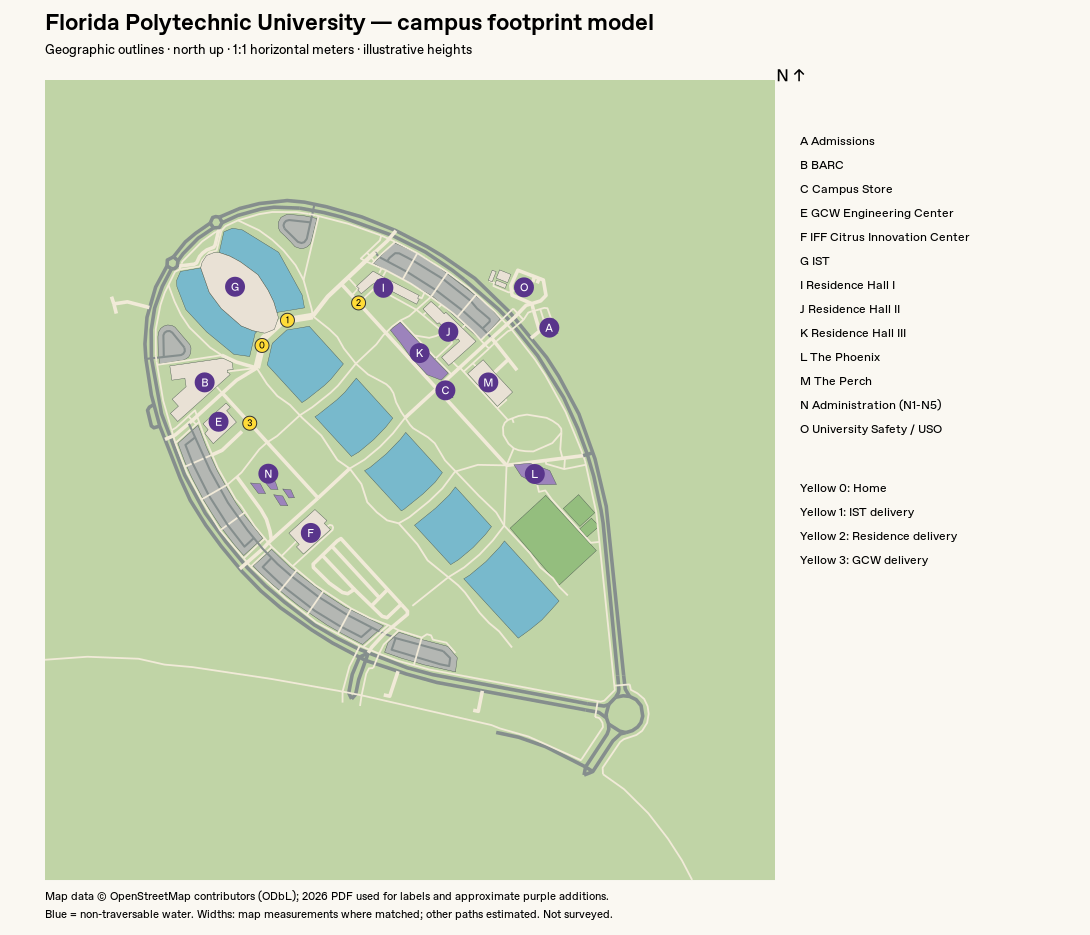 Florida Polytechnic University — campus footprint model
Geographic outlines · north up · 1:1 horizontal meters · illustrative heights
N ↑
A Admissions
B BARC
C Campus Store
E GCW Engineering Center
F IFF Citrus Innovation Center
G IST
I Residence Hall I
J Residence Hall II
K Residence Hall III
L The Phoenix
M The Perch
N Administration (N1-N5)
O University Safety / USO
Yellow 0: Home
Yellow 1: IST delivery
Yellow 2: Residence delivery
Yellow 3: GCW delivery
G
I
O
2
1
A
J
0
K
B
M
C
E
3
N
L
F
Map data © OpenStreetMap contributors (ODbL); 2026 PDF used for labels and approximate purple additions.
Blue = non-traversable water. Widths: map measurements where matched; other paths estimated. Not surveyed.